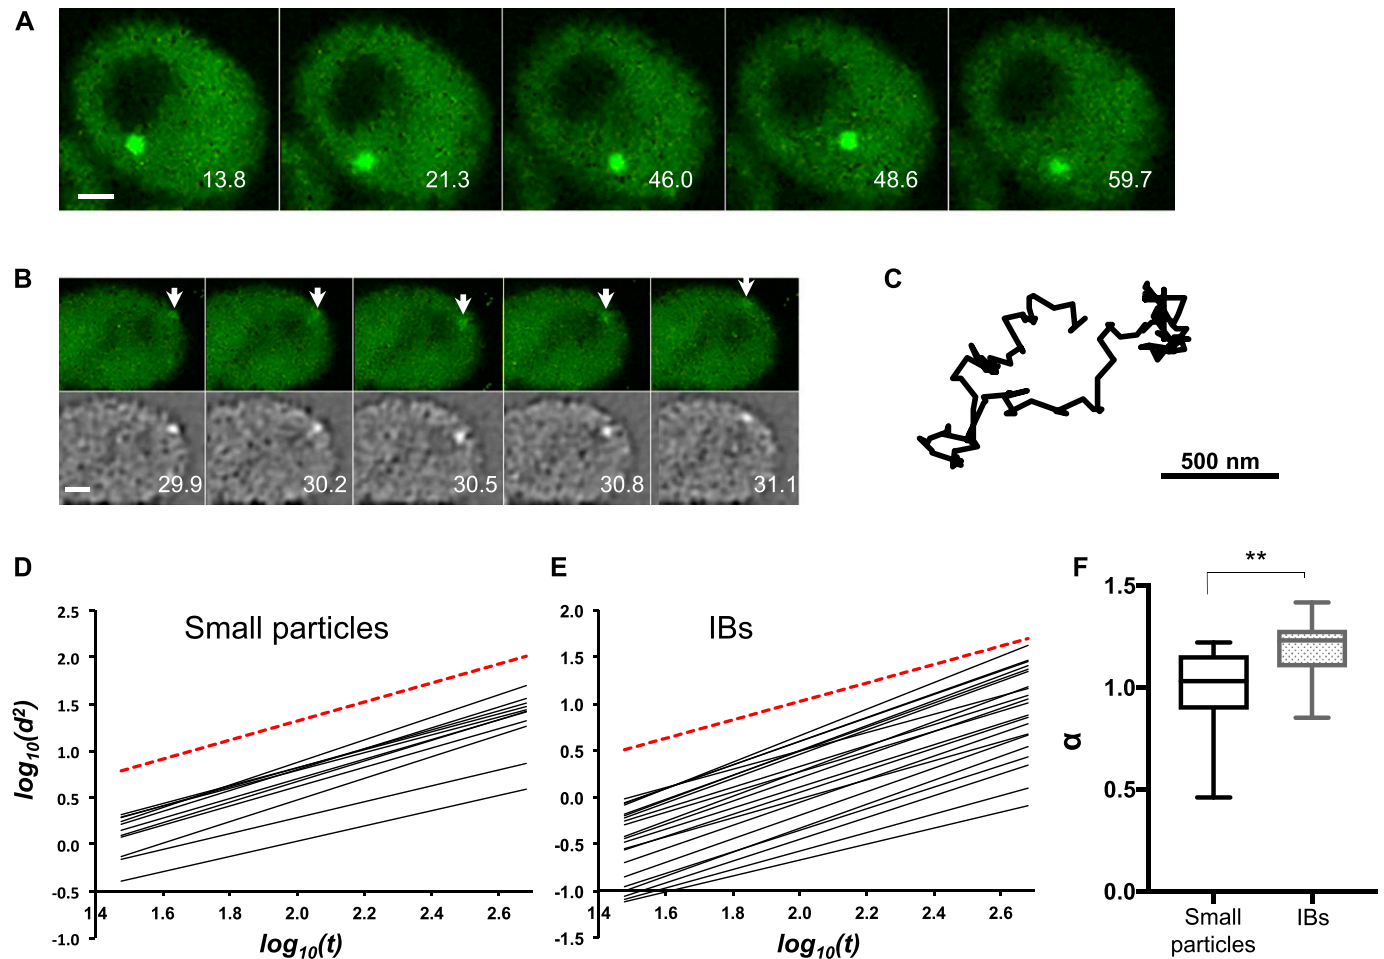 A
13.8 21.3 46.0 48.6 59.7
B
29.9 30.2 30.5 30.8 31.1
C
500 nm
D
Small particles
log10(d2)
2.5
2.0
1.5
1.0
0.5
0.0
-0.5
-1.0
1 4 1.6 1.8 2.0 2.2 2.4 2.6
log10(t)
E
IBs
2.0
1.5
1.0
0.5
0.0
-0.5
-1.0
-1.5
1 4 1.6 1.8 2.0 2.2 2.4 2.6
log10(t)
F
**
α
1.5
1.0
0.5
0.0
Small
particles
IBs